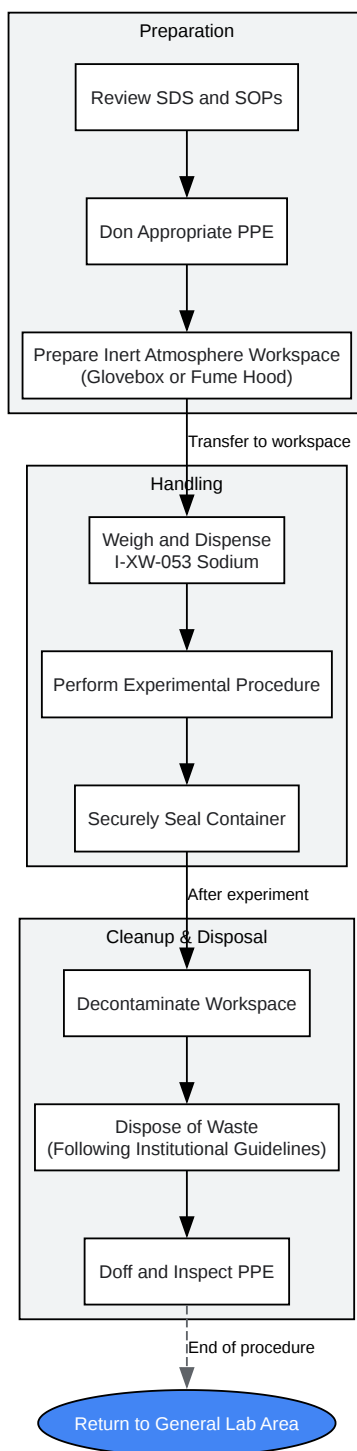 Preparation
Review SDS and SOPs
Don Appropriate PPE
Prepare Inert Atmosphere Workspace
(Glovebox or Fume Hood)
Transfer to workspace
Handling
Weigh and Dispense
I-XW-053 Sodium
Perform Experimental Procedure
Securely Seal Container
After experiment
Cleanup & Disposal
Decontaminate Workspace
Dispose of Waste
(Following Institutional Guidelines)
Doff and Inspect PPE
End of procedure
Return to General Lab Area